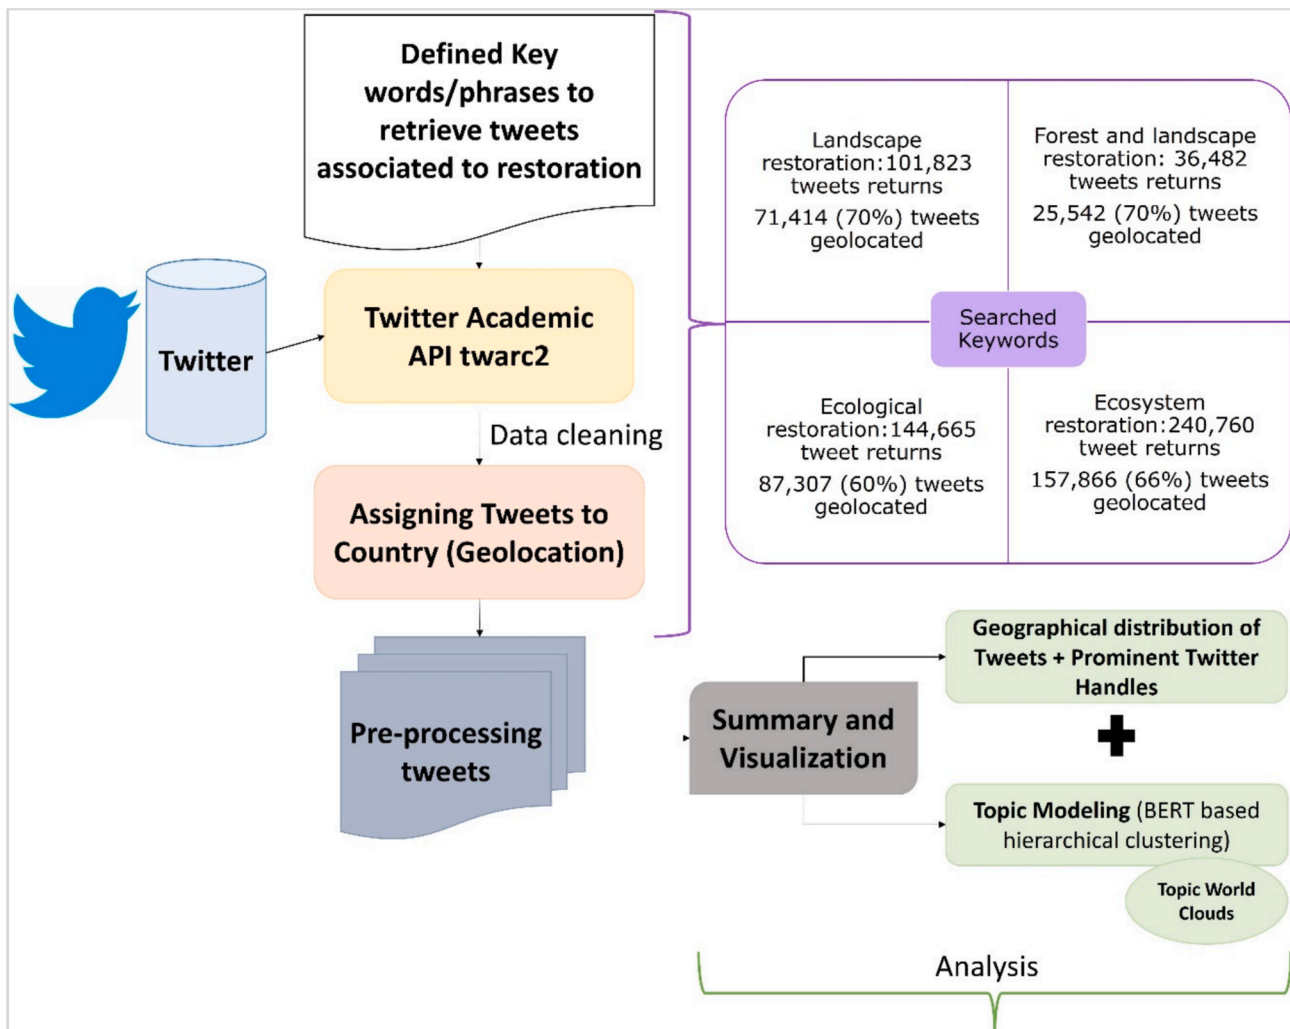 Defined Key
words/phrases to
retrieve tweets
associated to restoration
Twitter
Twitter Academic
API twarc2
Data cleaning
Assigning Tweets to
Country (Geolocation)
Pre-processing
tweets
Landscape
restoration:101,823
tweets returns
71,414 (70%) tweets
geolocated
Forest and landscape
restoration: 36,482
tweets returns
25,542 (70%) tweets
geolocated
Searched
Keywords
Ecological
restoration:144,665
tweet returns
87,307 (60%) tweets
geolocated
Ecosystem
restoration:240,760
tweet returns
157,866 (66%) tweets
geolocated
Summary and
Visualization
Geographical distribution of
Tweets + Prominent Twitter
Handles
Topic Modeling (BERT based
hierarchical clustering)
Topic World
Clouds
Analysis